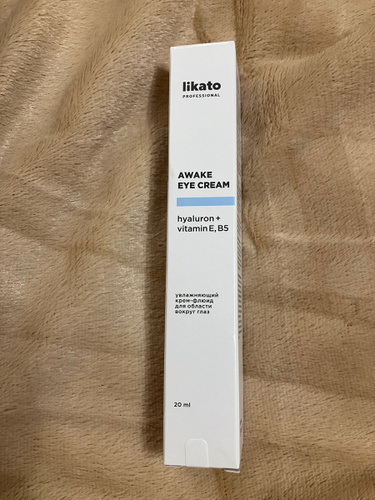 likato
PROFESSIONAL
AWAKE
EYE CREAM
hyaluron +
vitamin E, B5
увлажняющий
крем-флюид
для области
вокруг глаз
20 ml